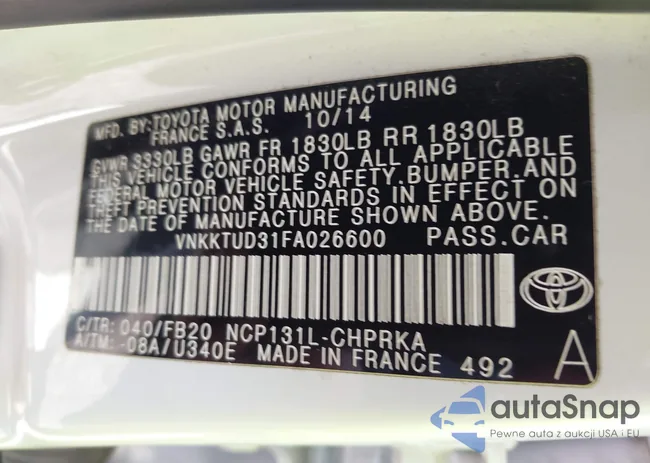 MFD. BY:TOYOTA MOTOR MANUFACTURING
FRANCE S.A.S. 10/14
GVWR 3330LB GAWR FR 1830LB RR 1830LB
THIS VEHICLE CONFORMS TO ALL APPLICABLE
FEDERAL MOTOR VEHICLE SAFETY,BUMPER,AND
THEFT PREVENTION STANDARDS IN EFFECT ON
THE DATE OF MANUFACTURE SHOWN ABOVE.
VNKKTUD31FA026600 PASS.CAR
C/TR: 040/FB20 NCP131L-CHPRKA
A/TM: -08A/U340E MADE IN FRANCE 492 A
autaSnap
Pewne auta z aukcji USA i EU